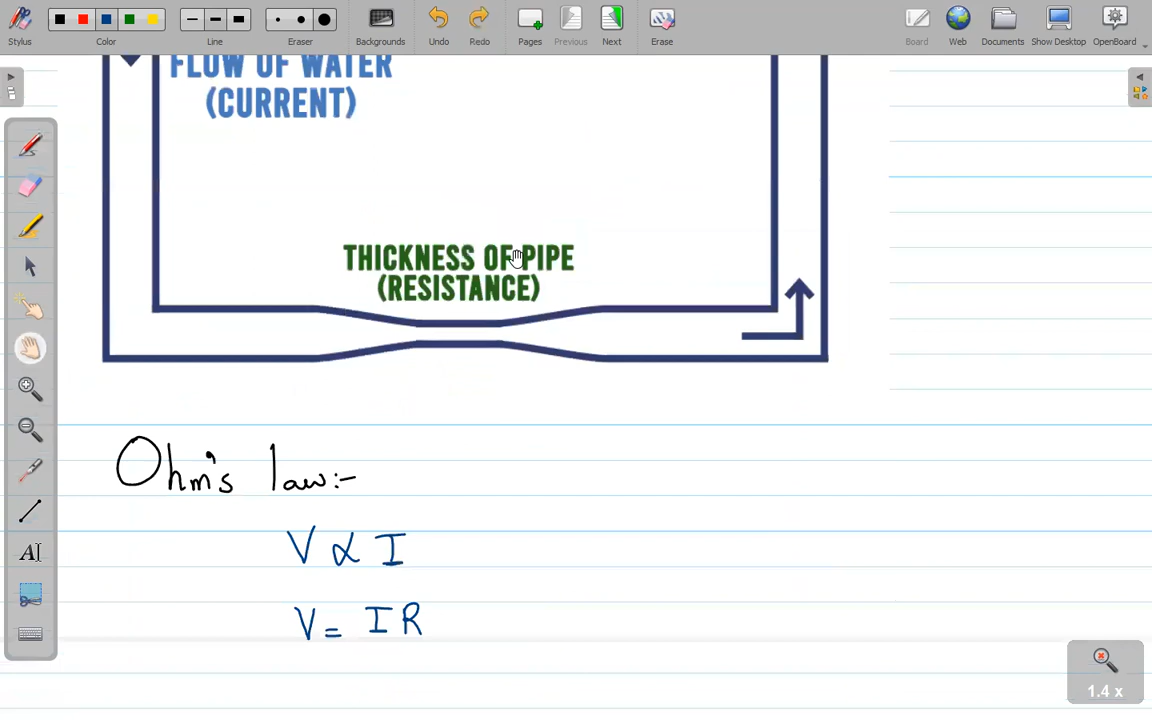 Stylus Color Line Eraser Backgrounds Undo Redo Pages Previous Next Erase Board Web Documents Show Desktop OpenBoard
FLOW OF WATER
(CURRENT)
THICKNESS OF PIPE
(RESISTANCE)
Ohm's law:-
V ∝ I
V = I R
AI
1.4 x